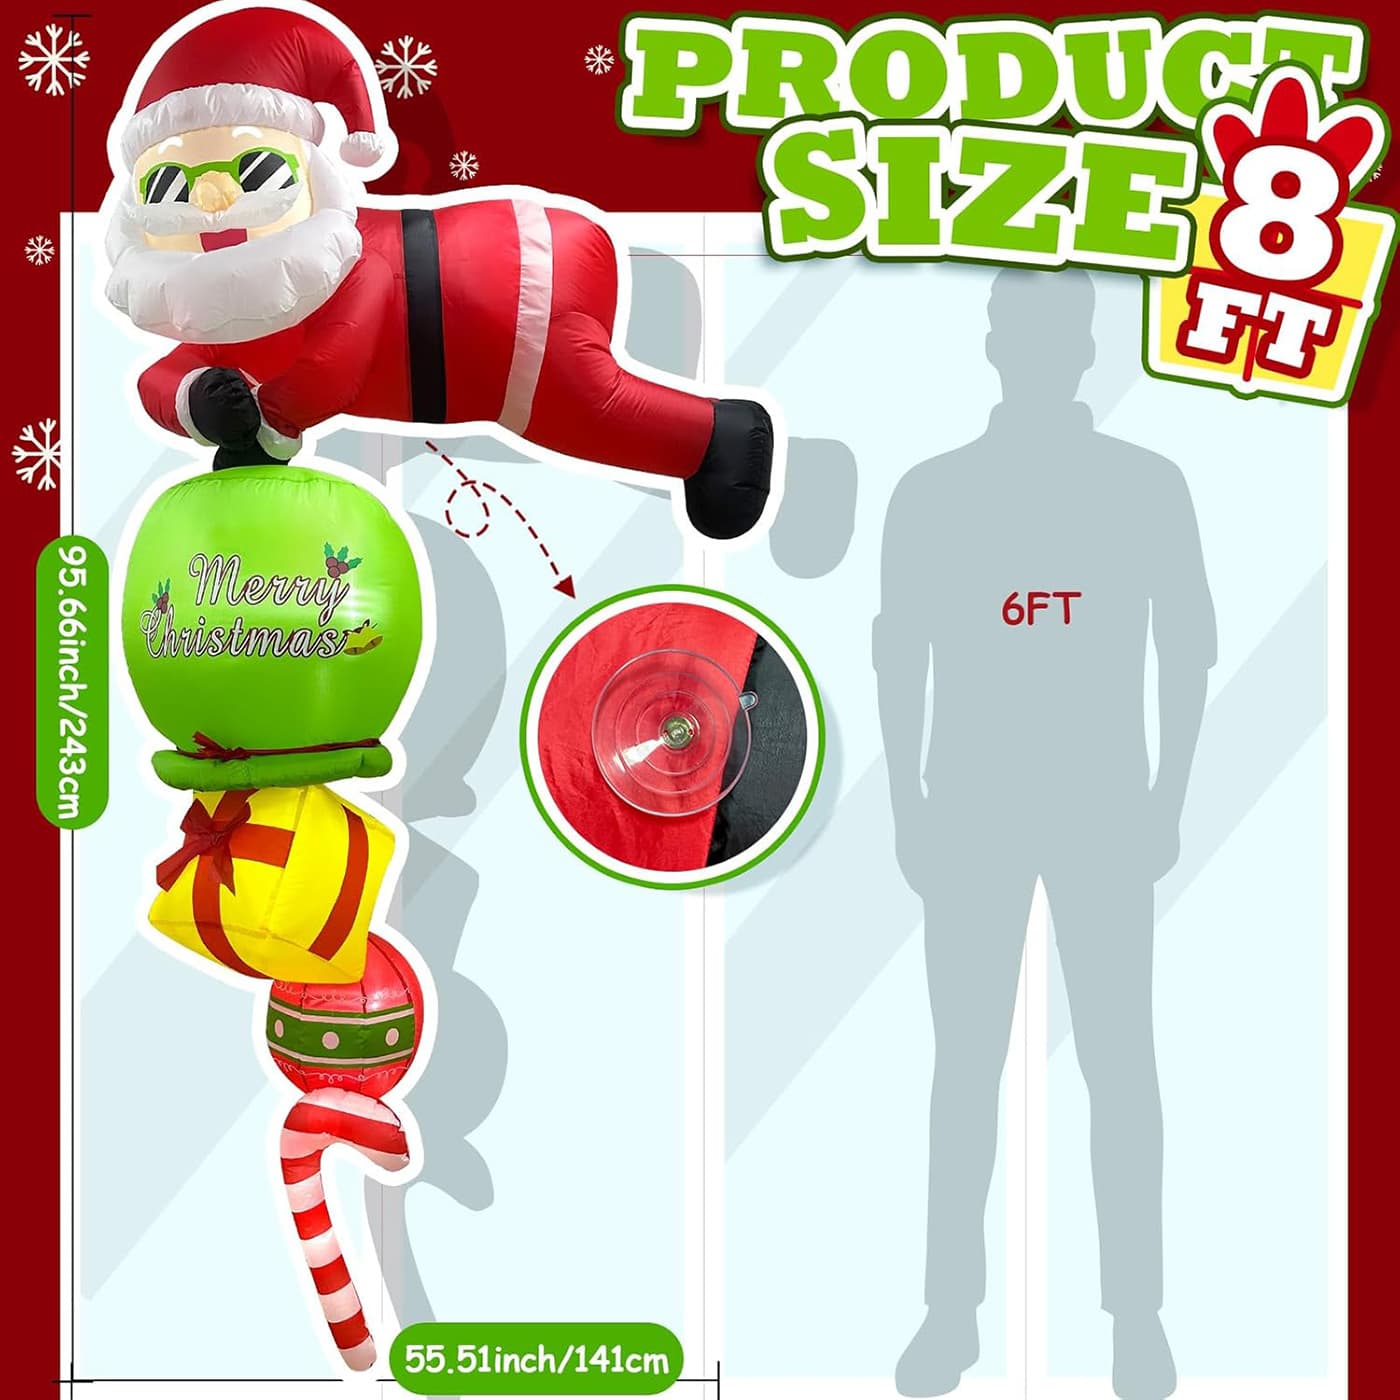 PRODUCT
SIZE
8
FT
Merry
Christmas
6FT
95.66inch/243cm
55.51inch/141cm